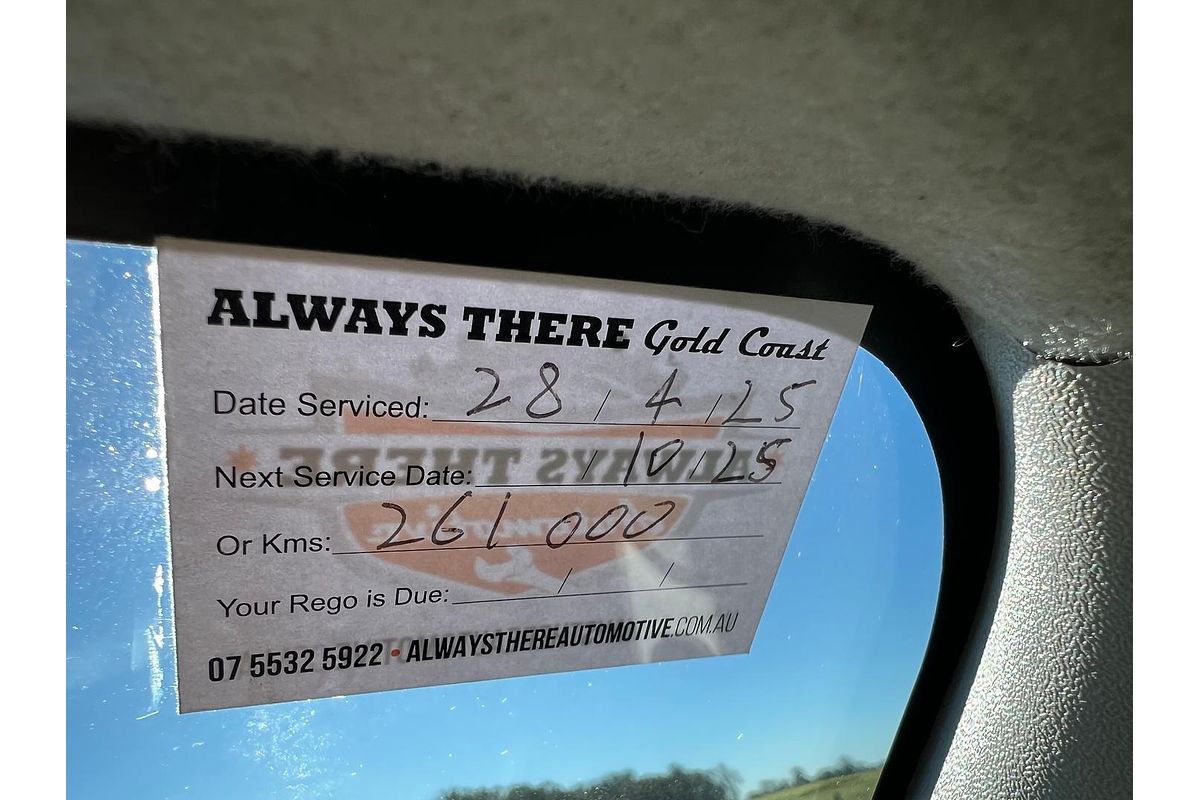 ALWAYS THERE Gold Coast
Date Serviced: 28 / 4 / 25
Next Service Date: / 10 / 25
Or Kms: 261 000
Your Rego is Due: / /
07 5532 5922 • ALWAYSTHEREAUTOMOTIVE.COM.AU